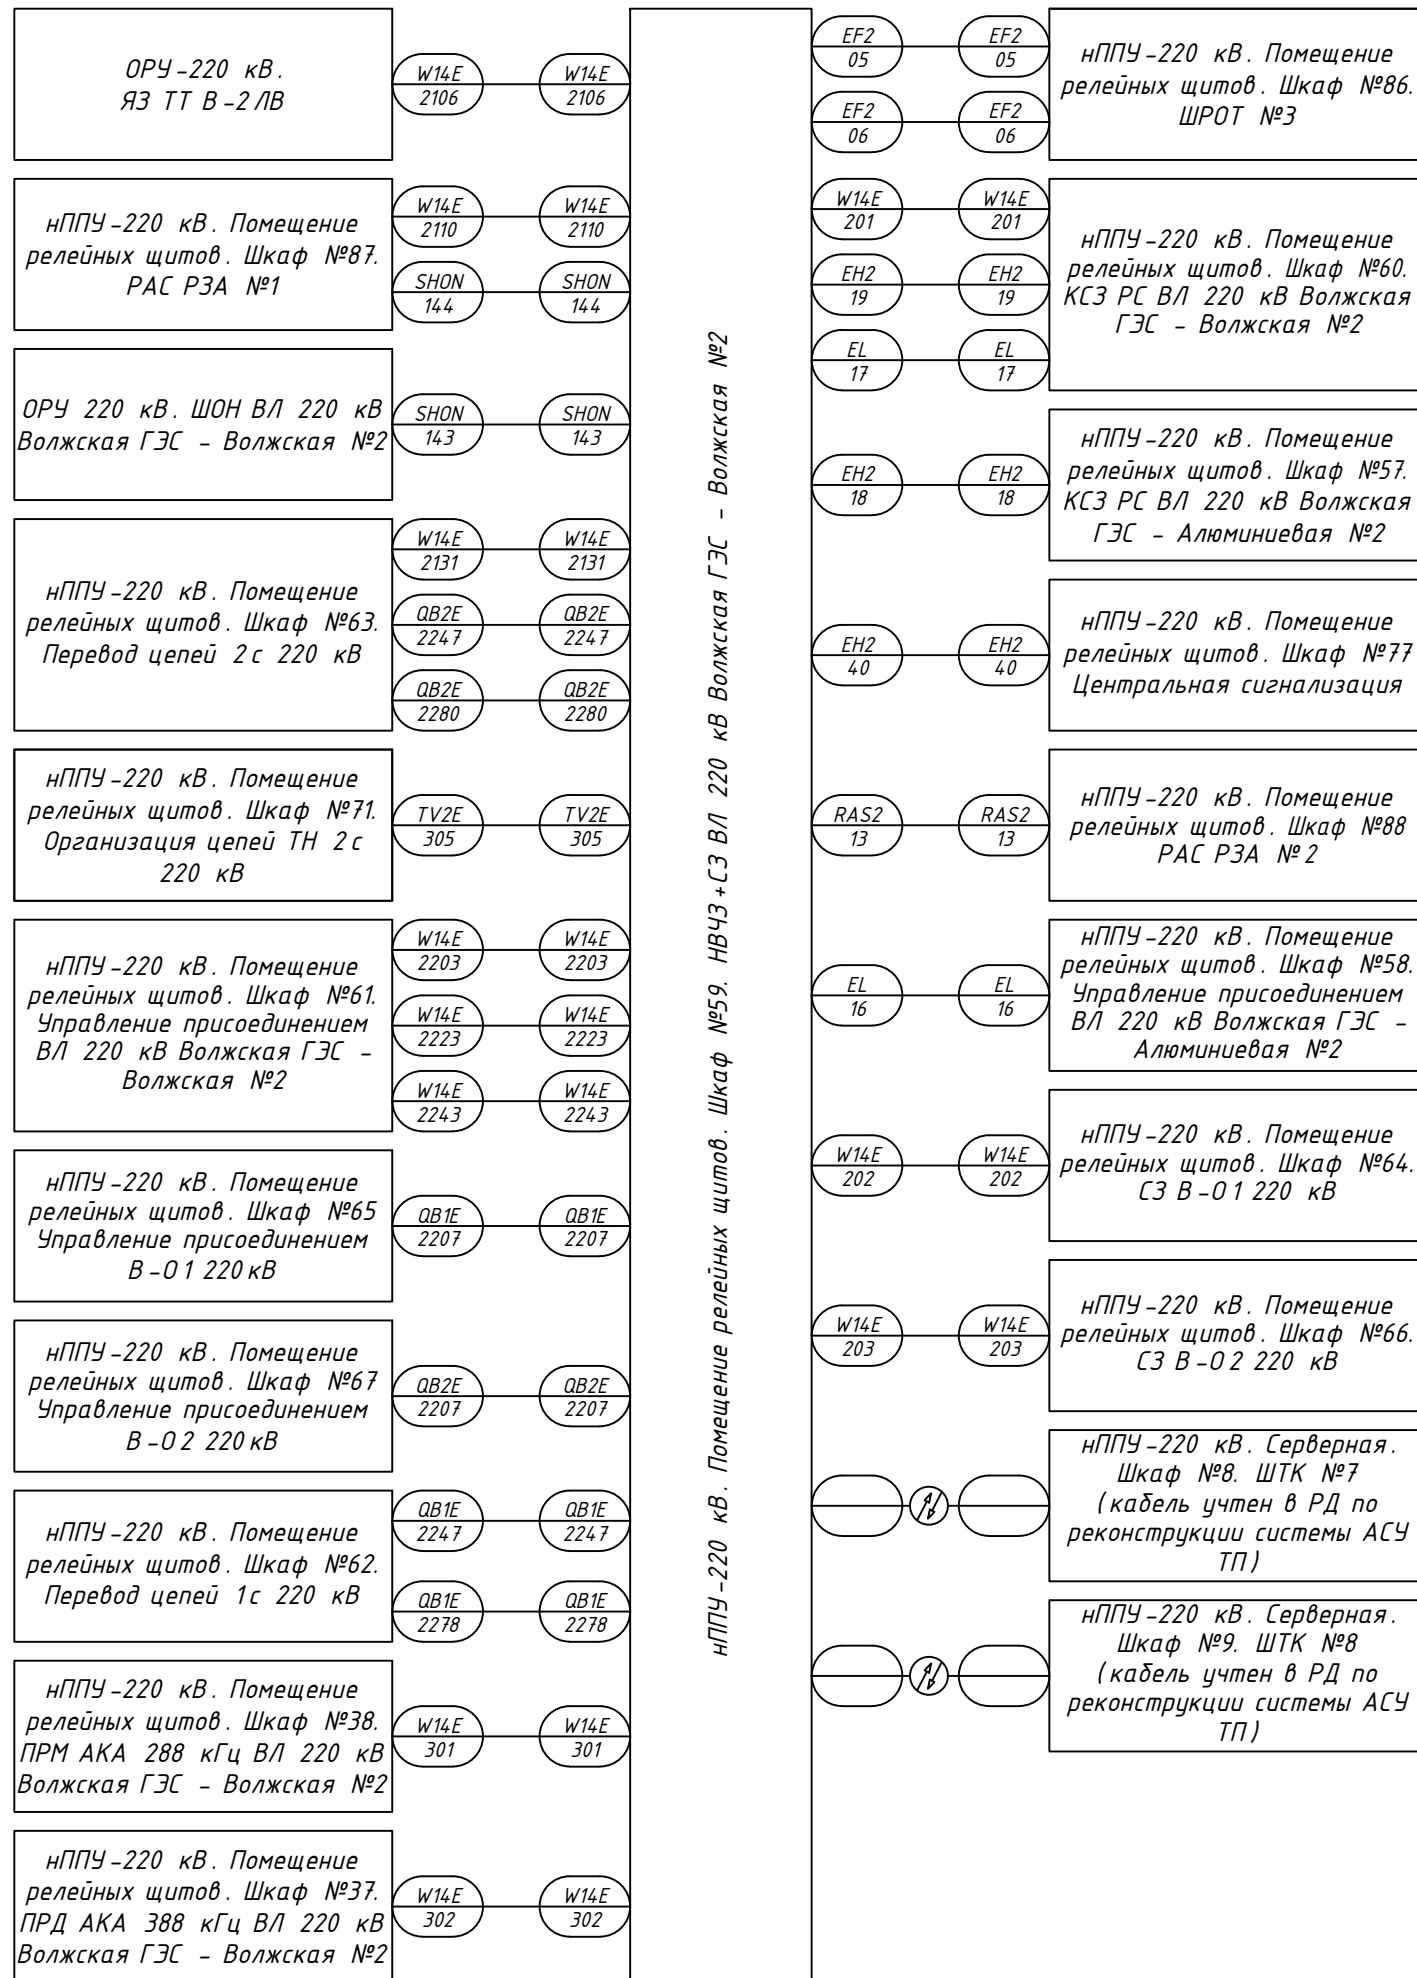 ОРУ-220 кВ.
ЯЗ ТТ В-2ЛВ
W14E W14E
2106 2106
нППУ-220 кВ. Помещение
релейных щитов. Шкаф №87.
РАС РЗА №1
W14E W14E
2110 2110
SHON SHON
144 144
ОРУ 220 кВ. ШОН ВЛ 220 кВ
Волжская ГЭС - Волжская №2
SHON SHON
143 143
нППУ-220 кВ. Помещение
релейных щитов. Шкаф №63.
Перевод цепей 2с 220 кВ
W14E W14E
2131 2131
QB2E QB2E
2247 2247
QB2E QB2E
2280 2280
нППУ-220 кВ. Помещение
релейных щитов. Шкаф №71.
Организация цепей ТН 2с
220 кВ
TV2E TV2E
305 305
нППУ-220 кВ. Помещение
релейных щитов. Шкаф №61.
Управление присоединением
ВЛ 220 кВ Волжская ГЭС -
Волжская №2
W14E W14E
2203 2203
W14E W14E
2223 2223
W14E W14E
2243 2243
нППУ-220 кВ. Помещение
релейных щитов. Шкаф №65
Управление присоединением
В-О1 220кВ
QB1E QB1E
2207 2207
нППУ-220 кВ. Помещение
релейных щитов. Шкаф №67
Управление присоединением
В-О2 220кВ
QB2E QB2E
2207 2207
нППУ-220 кВ. Помещение
релейных щитов. Шкаф №62.
Перевод цепей 1с 220 кВ
QB1E QB1E
2247 2247
QB1E QB1E
2278 2278
нППУ-220 кВ. Помещение
релейных щитов. Шкаф №38.
ПРМ АКА 288 кГц ВЛ 220 кВ
Волжская ГЭС - Волжская №2
W14E W14E
301 301
нППУ-220 кВ. Помещение
релейных щитов. Шкаф №37.
ПРД АКА 388 кГц ВЛ 220 кВ
Волжская ГЭС - Волжская №2
W14E W14E
302 302
нППУ-220 кВ. Помещение релейных щитов. Шкаф №59. НВЧЗ+СЗ ВЛ 220 кВ Волжская ГЭС - Волжская №2
EF2 EF2
05 05
EF2 EF2
06 06
нППУ-220 кВ. Помещение
релейных щитов. Шкаф №86.
ШРОТ №3
W14E W14E
201 201
EH2 EH2
19 19
EL EL
17 17
нППУ-220 кВ. Помещение
релейных щитов. Шкаф №60.
КСЗ РС ВЛ 220 кВ Волжская
ГЭС - Волжская №2
EH2 EH2
18 18
нППУ-220 кВ. Помещение
релейных щитов. Шкаф №57.
КСЗ РС ВЛ 220 кВ Волжская
ГЭС - Алюминиевая №2
EH2 EH2
40 40
нППУ-220 кВ. Помещение
релейных щитов. Шкаф №77
Центральная сигнализация
RAS2 RAS2
13 13
нППУ-220 кВ. Помещение
релейных щитов. Шкаф №88
РАС РЗА №2
EL EL
16 16
нППУ-220 кВ. Помещение
релейных щитов. Шкаф №58.
Управление присоединением
ВЛ 220 кВ Волжская ГЭС -
Алюминиевая №2
W14E W14E
202 202
нППУ-220 кВ. Помещение
релейных щитов. Шкаф №64.
СЗ В-О1 220 кВ
W14E W14E
203 203
нППУ-220 кВ. Помещение
релейных щитов. Шкаф №66.
СЗ В-О2 220 кВ
нППУ-220 кВ. Серверная.
Шкаф №8. ШТК №7
(кабель учтен в РД по
реконструкции системы АСУ
ТП)
нППУ-220 кВ. Серверная.
Шкаф №9. ШТК №8
(кабель учтен в РД по
реконструкции системы АСУ
ТП)